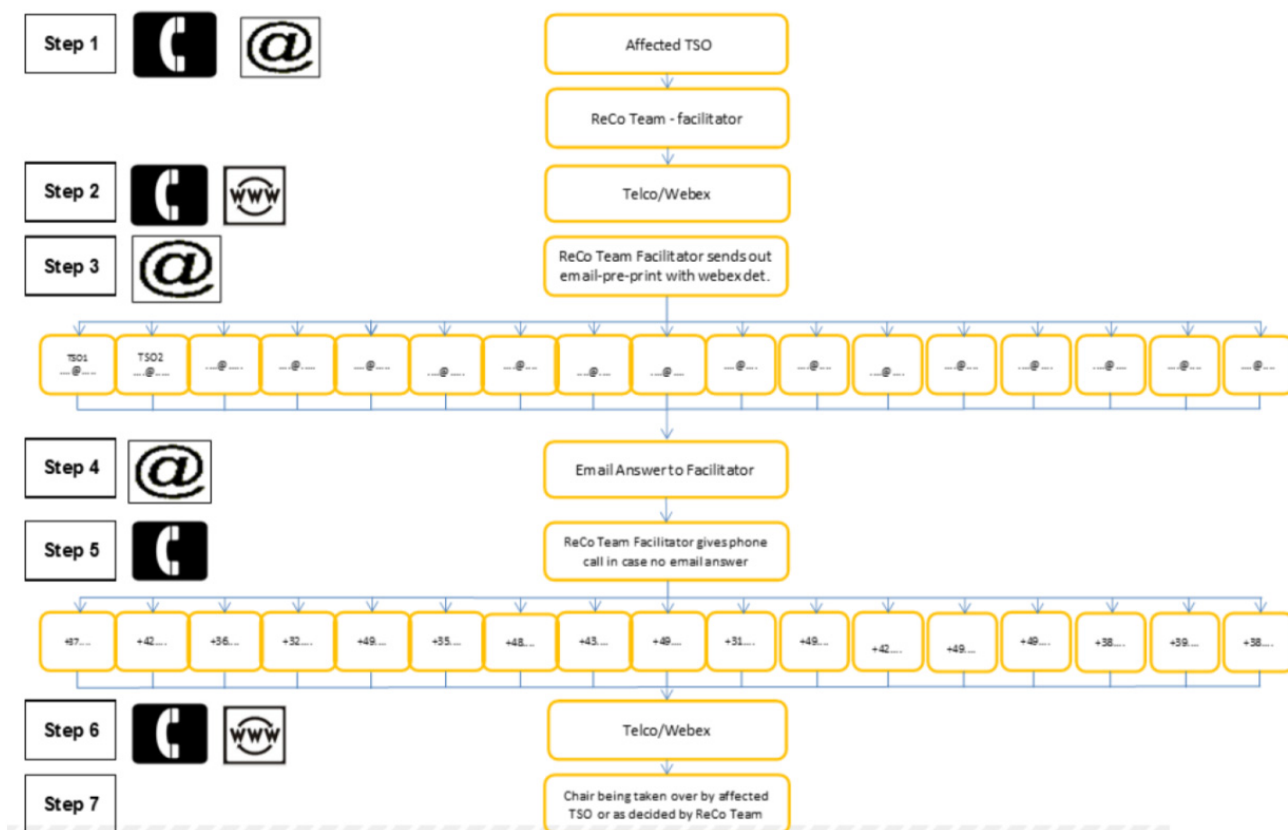 Step 1
@
Affected TSO
ReCo Team - facilitator
Step 2
WWW
Telco/Webex
Step 3
@
ReCo Team Facilitator sends out
email-pre-print with webex det.
TSO1
....@.....
TSO2
....@....
....@.....
....@.....
....@....
....@.....
....@....
....@....
....@....
....@....
....@....
....@....
....@....
....@....
....@....
....@....
....@....
Step 4
@
Email Answer to Facilitator
Step 5
ReCo Team Facilitator gives phone
call in case no email answer
+37....
+42....
+36....
+32....
+49....
+35....
+48....
+43....
+49....
+31....
+49....
+42....
+49....
+49....
+38....
+39....
+38....
Step 6
WWW
Telco/Webex
Step 7
Chair being taken over by affected
TSO or as decided by ReCo Team